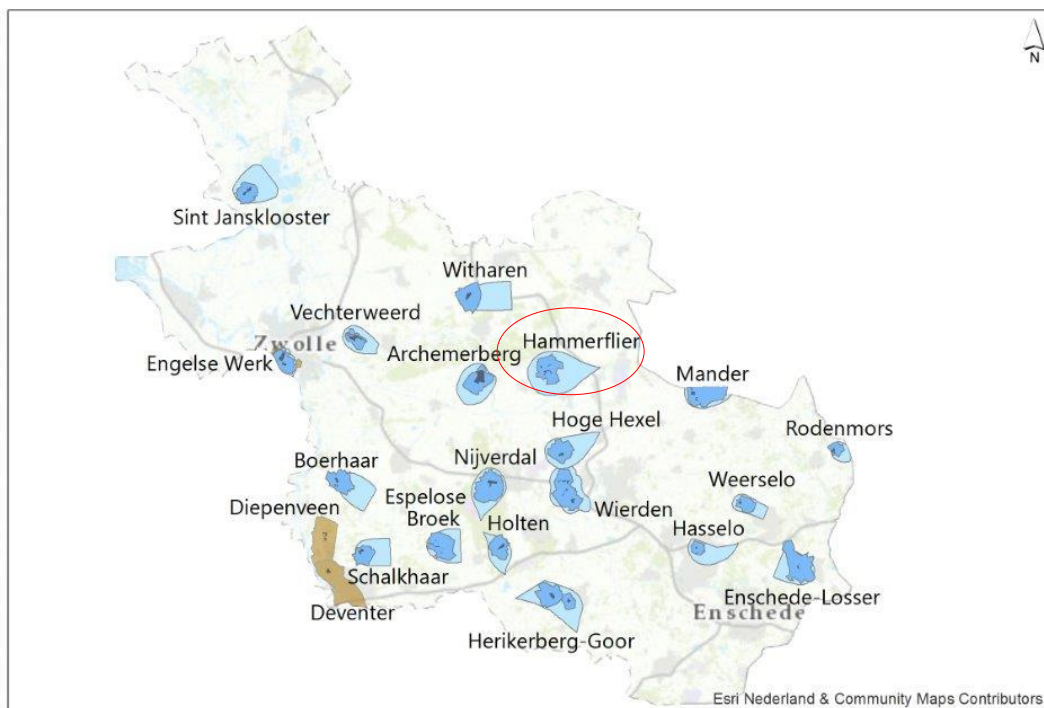 N
Sint Jansklooster
Witharen
Vechterweerd
Zwolle
Hammerflier
Engelse Werk
Archemerberg
Mander
Hoge Hexel
Rodenmors
Boerhaar
Nijverdal
Weerselo
Diepenveen
Espelose
Broek
Holten
Wierden
Hasselo
Schalkhaar
Deventer
Enschede-Losser
Enschede
Herikerberg-Goor
Esri Nederland & Community Maps Contributors